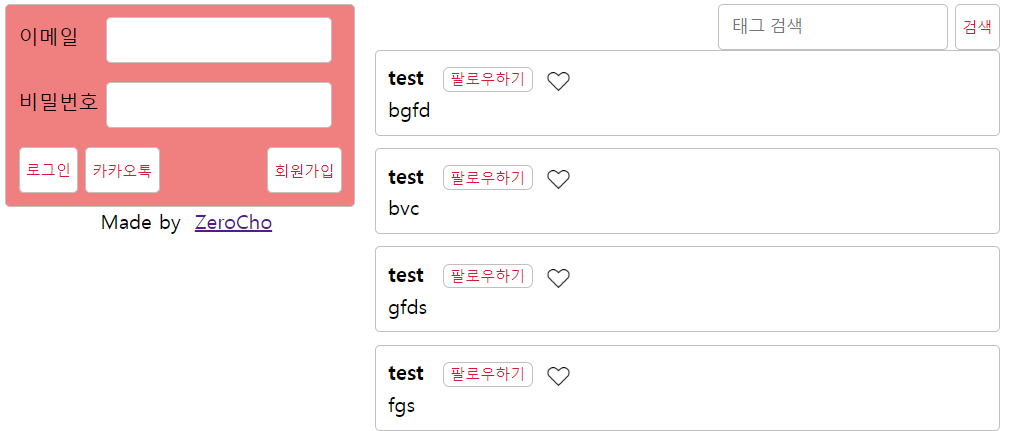 이메일
비밀번호
로그인 카카오톡 회원가입
Made by ZeroCho
태그 검색 검색
test 팔로우하기
bgfd
test 팔로우하기
bvc
test 팔로우하기
gfds
test 팔로우하기
fgs